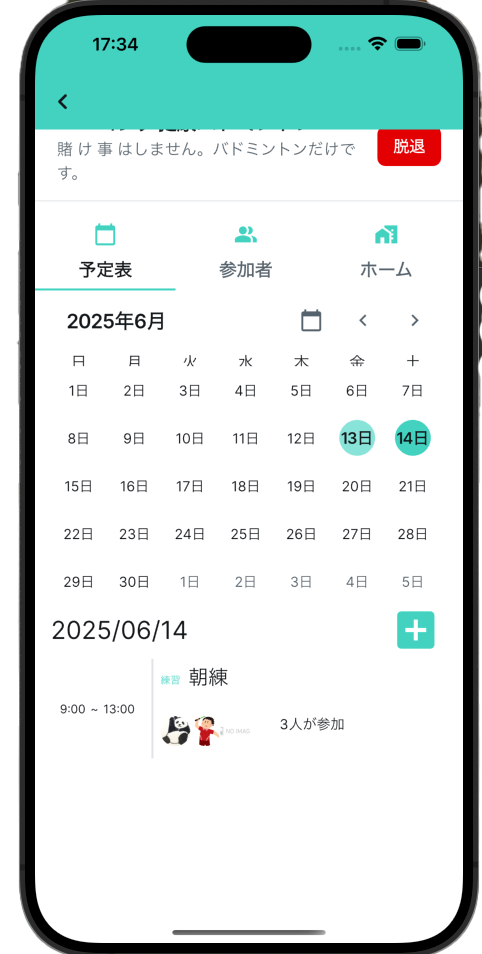 17:34
賭 け 事 はしません。バドミントンだけで
す。
脱退
予定表 参加者 ホーム
2025年6月
日 月 火 水 木 金 土
1日 2日 3日 4日 5日 6日 7日
8日 9日 10日 11日 12日 13日 14日
15日 16日 17日 18日 19日 20日 21日
22日 23日 24日 25日 26日 27日 28日
29日 30日 1日 2日 3日 4日 5日
2025/06/14
練習 朝練
9:00 ~ 13:00
NO IMAG
3人が参加